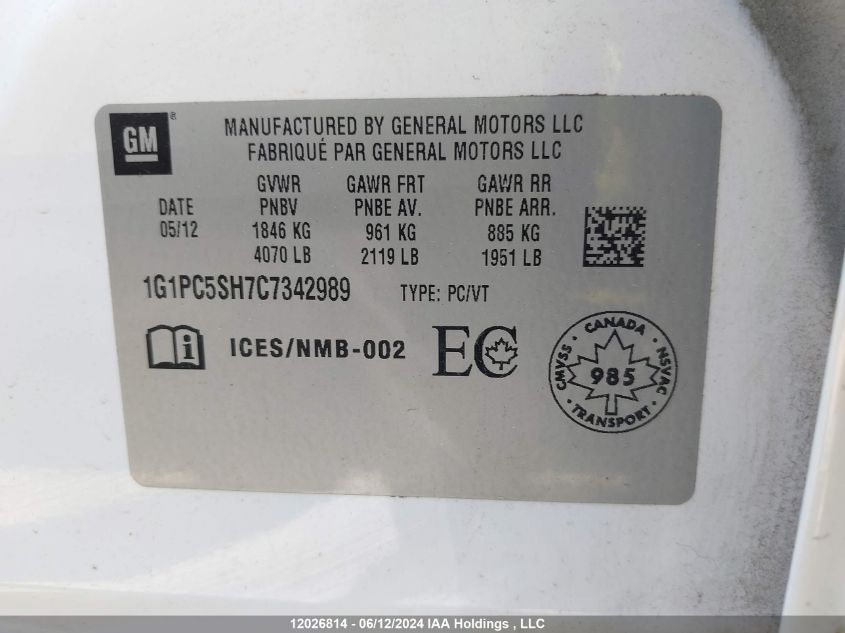 GM ®
MANUFACTURED BY GENERAL MOTORS LLC
FABRIQUÉ PAR GENERAL MOTORS LLC
GVWR GAWR FRT GAWR RR
DATE PNBV PNBE AV. PNBE ARR.
05/12 1846 KG 961 KG 885 KG
4070 LB 2119 LB 1951 LB
1G1PC5SH7C7342989 TYPE: PC/VT
i ICES/NMB-002 EC
· CANADA ·
CMVSS 985 NSVAC
· TRANSPORT ·
12026814 - 06/12/2024 IAA Holdings , LLC